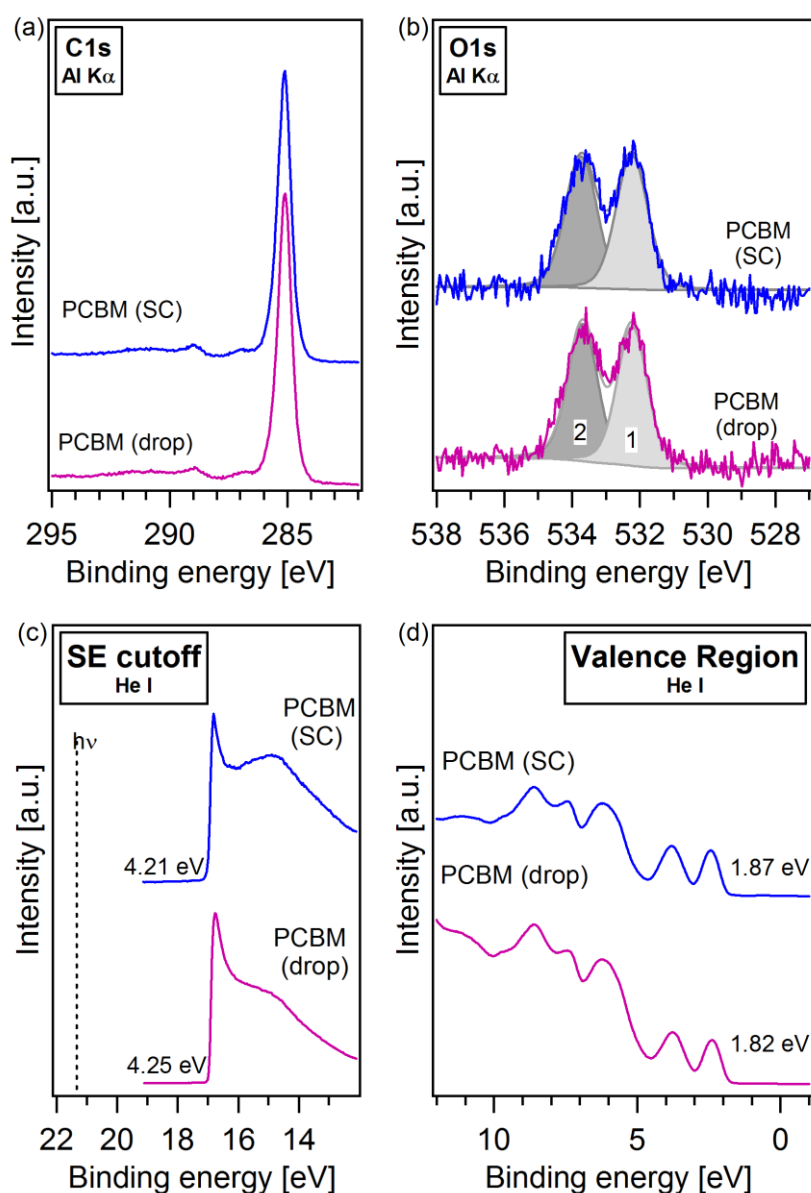 (a)
C1s
Al Kα
PCBM (SC)
PCBM (drop)
Intensity [a.u.]
295
290
285
Binding energy [eV]
(b)
O1s
Al Kα
PCBM
(SC)
PCBM
(drop)
2
1
Intensity [a.u.]
538
536
534
532
530
528
Binding energy [eV]
(c)
SE cutoff
He I
hν
PCBM
(SC)
4.21 eV
PCBM
(drop)
4.25 eV
Intensity [a.u.]
22
20
18
16
14
Binding energy [eV]
(d)
Valence Region
He I
PCBM (SC)
1.87 eV
PCBM (drop)
1.82 eV
Intensity [a.u.]
10
5
0
Binding energy [eV]